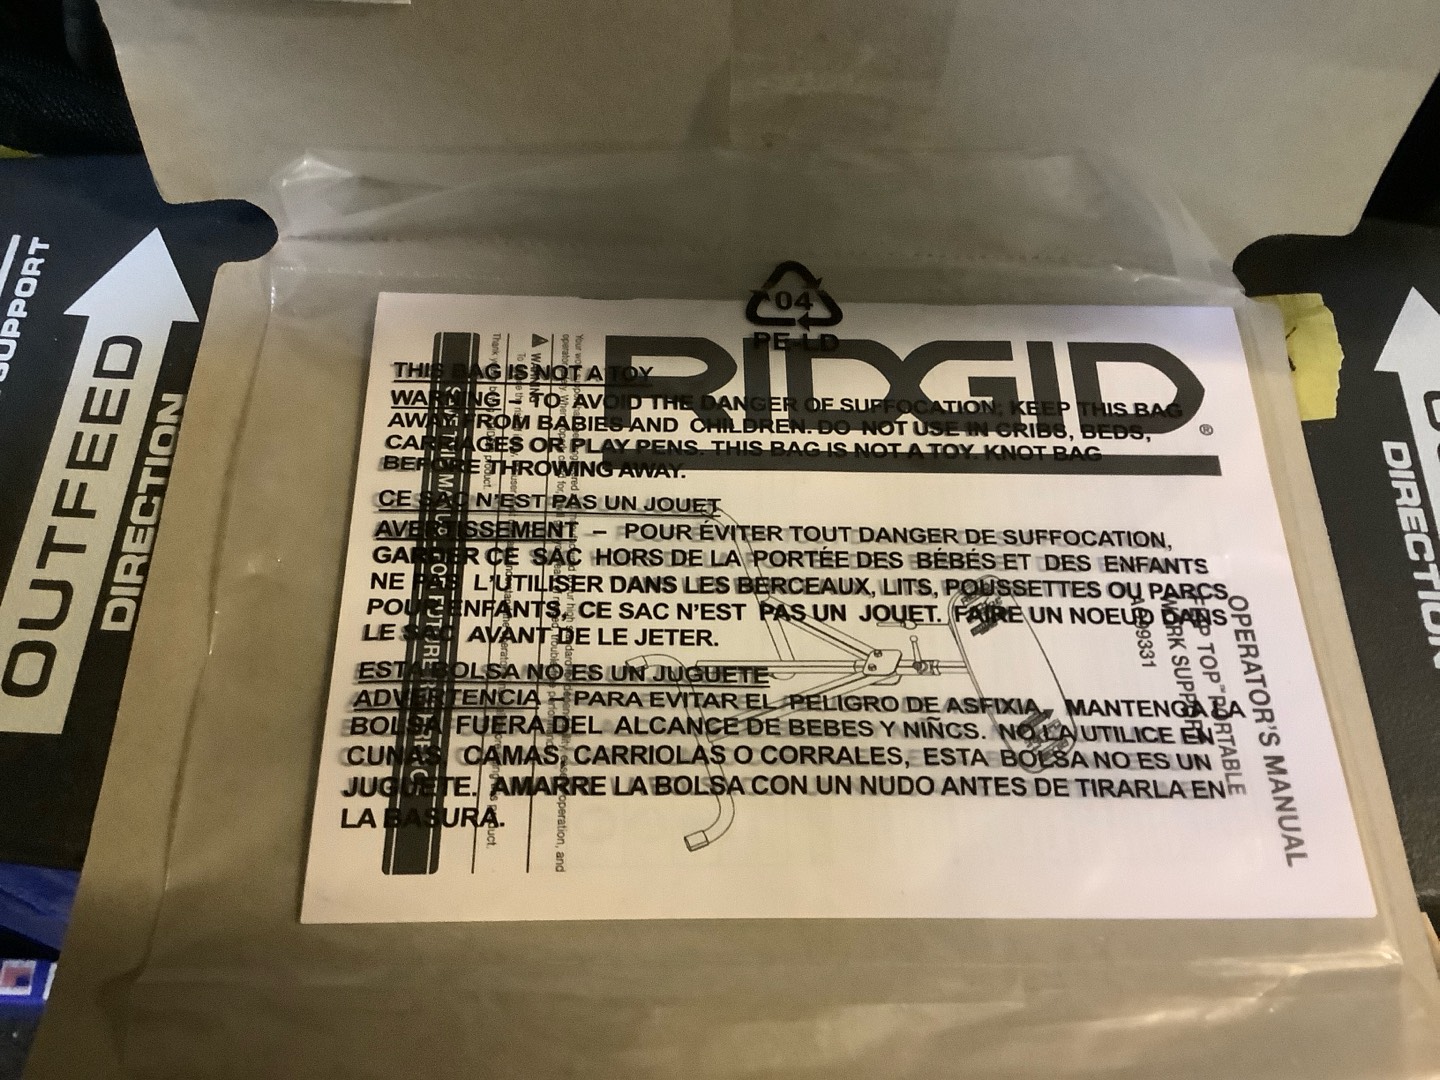 SUPPORT
OUTFEED
DIRECTION
04
PE-LD
RIDGID
®
THIS BAG IS NOT A TOY
WARNING: TO AVOID THE DANGER OF SUFFOCATION, KEEP THIS BAG
AWAY FROM BABIES AND CHILDREN. DO NOT USE IN CRIBS, BEDS,
CARRIAGES OR PLAY PENS. THIS BAG IS NOT A TOY. KNOT BAG
BEFORE THROWING AWAY.
CE SAC N'EST PAS UN JOUET
AVERTISSEMENT – POUR ÉVITER TOUT DANGER DE SUFFOCATION,
GARDER CE SAC HORS DE LA PORTÉE DES BÉBÉS ET DES ENFANTS
NE PAS L'UTILISER DANS LES BERCEAUX, LITS, POUSSETTES OU PARCS
POUR ENFANTS. CE SAC N'EST PAS UN JOUET. FAIRE UN NOEUD DANS
LE SAC AVANT DE LE JETER.
ESTA BOLSA NO ES UN JUGUETE
ADVERTENCIA - PARA EVITAR EL PELIGRO DE ASFIXIA, MANTENGA LA
BOLSA FUERA DEL ALCANCE DE BEBES Y NIÑCS. NO LA UTILICE EN
CUNAS, CAMAS, CARRIOLAS O CORRALES, ESTA BOLSA NO ES UN
JUGUETE. AMARRE LA BOLSA CON UN NUDO ANTES DE TIRARLA EN
LA BASURA.
OPERATOR'S MANUAL
TOP™ PORTABLE
WORK SUPPORT
DIRECTION